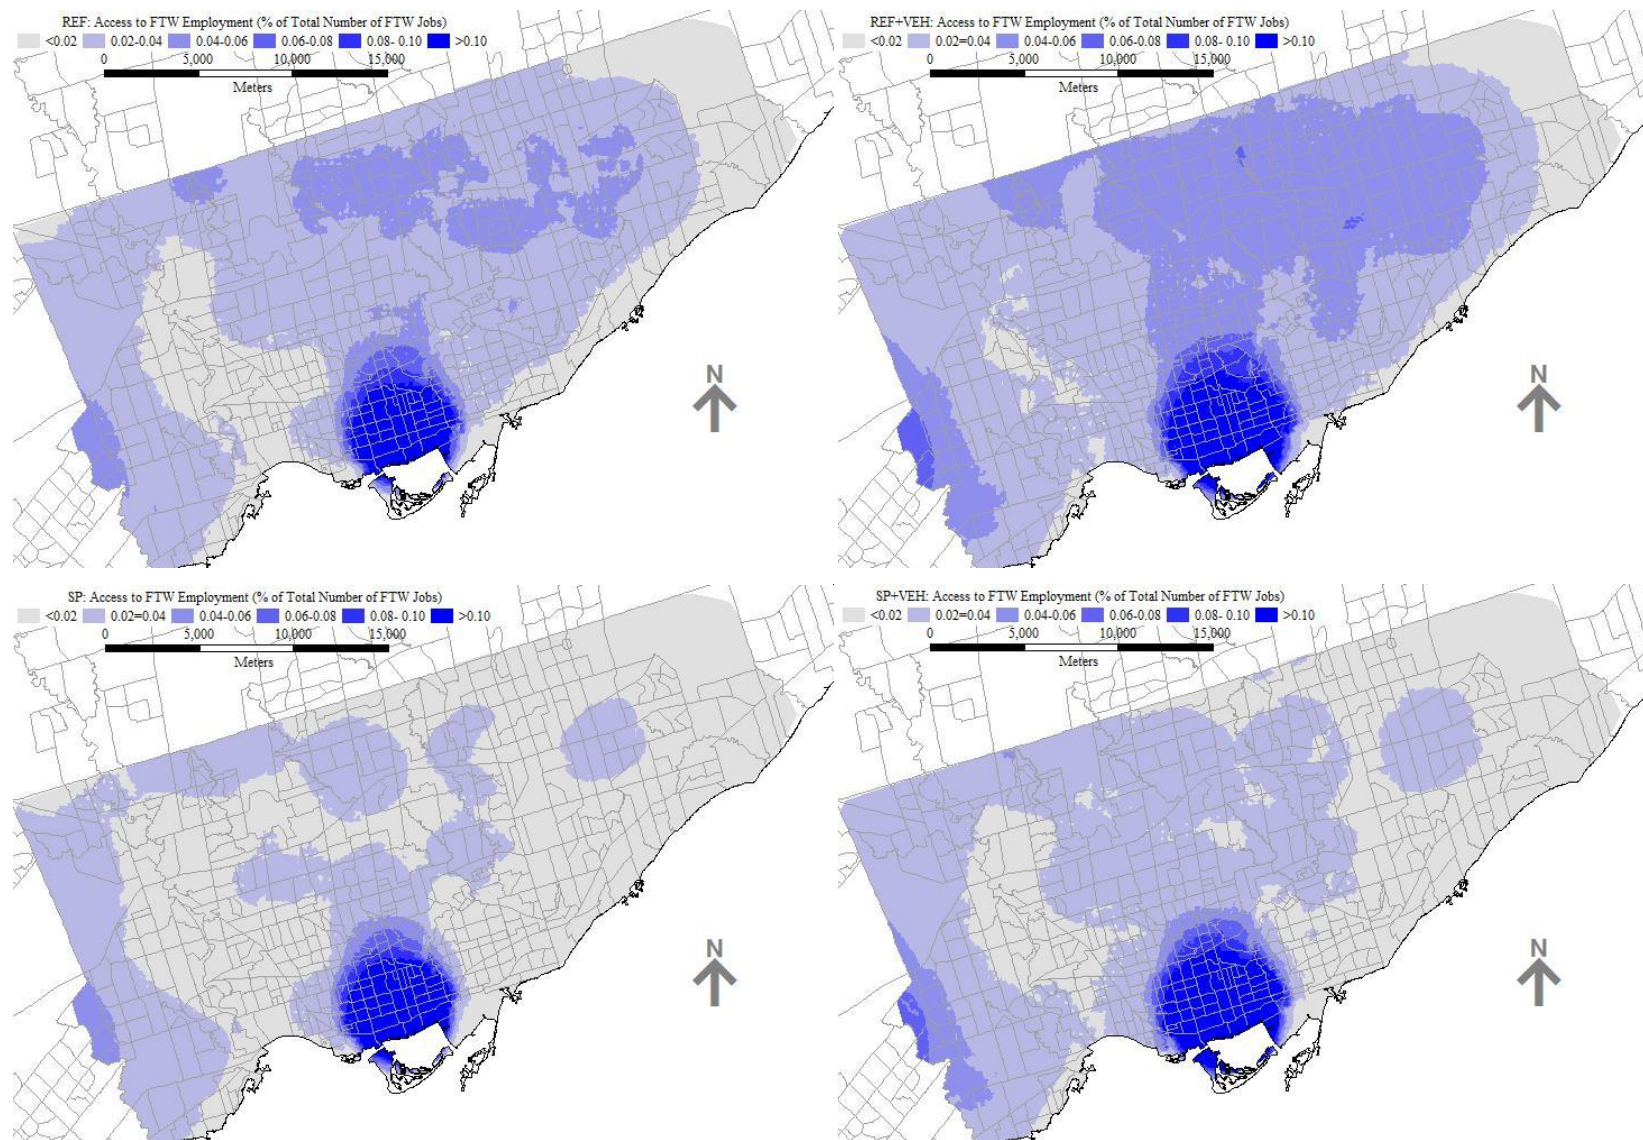 REF: Access to FTW Employment (% of Total Number of FTW Jobs)
<0.02 0.02-0.04 0.04-0.06 0.06-0.08 0.08- 0.10 >0.10
0 5,000 10,000 15,000
Meters
N
REF+VEH: Access to FTW Employment (% of Total Number of FTW Jobs)
<0.02 0.02=0.04 0.04-0.06 0.06-0.08 0.08- 0.10 >0.10
0 5,000 10,000 15,000
Meters
N
SP: Access to FTW Employment (% of Total Number of FTW Jobs)
<0.02 0.02=0.04 0.04-0.06 0.06-0.08 0.08- 0.10 >0.10
0 5,000 10,000 15,000
Meters
N
SP+VEH: Access to FTW Employment (% of Total Number of FTW Jobs)
<0.02 0.02=0.04 0.04-0.06 0.06-0.08 0.08- 0.10 >0.10
0 5,000 10,000 15,000
Meters
N